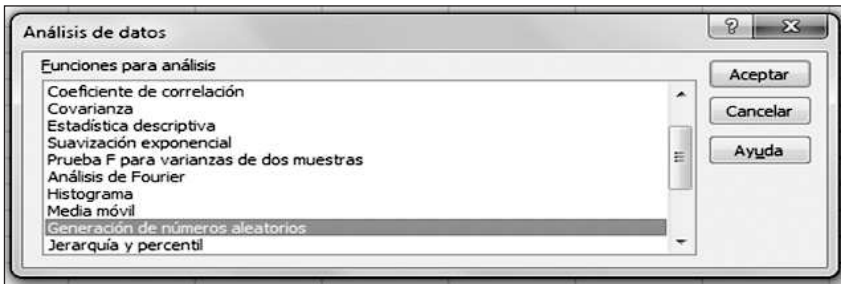 Análisis de datos
Funciones para análisis
Coeficiente de correlación
Covarianza
Estadística descriptiva
Suavización exponencial
Prueba F para varianzas de dos muestras
Análisis de Fourier
Histograma
Media móvil
Generación de números aleatorios
Jerarquía y percentil
Aceptar
Cancelar
Ayuda